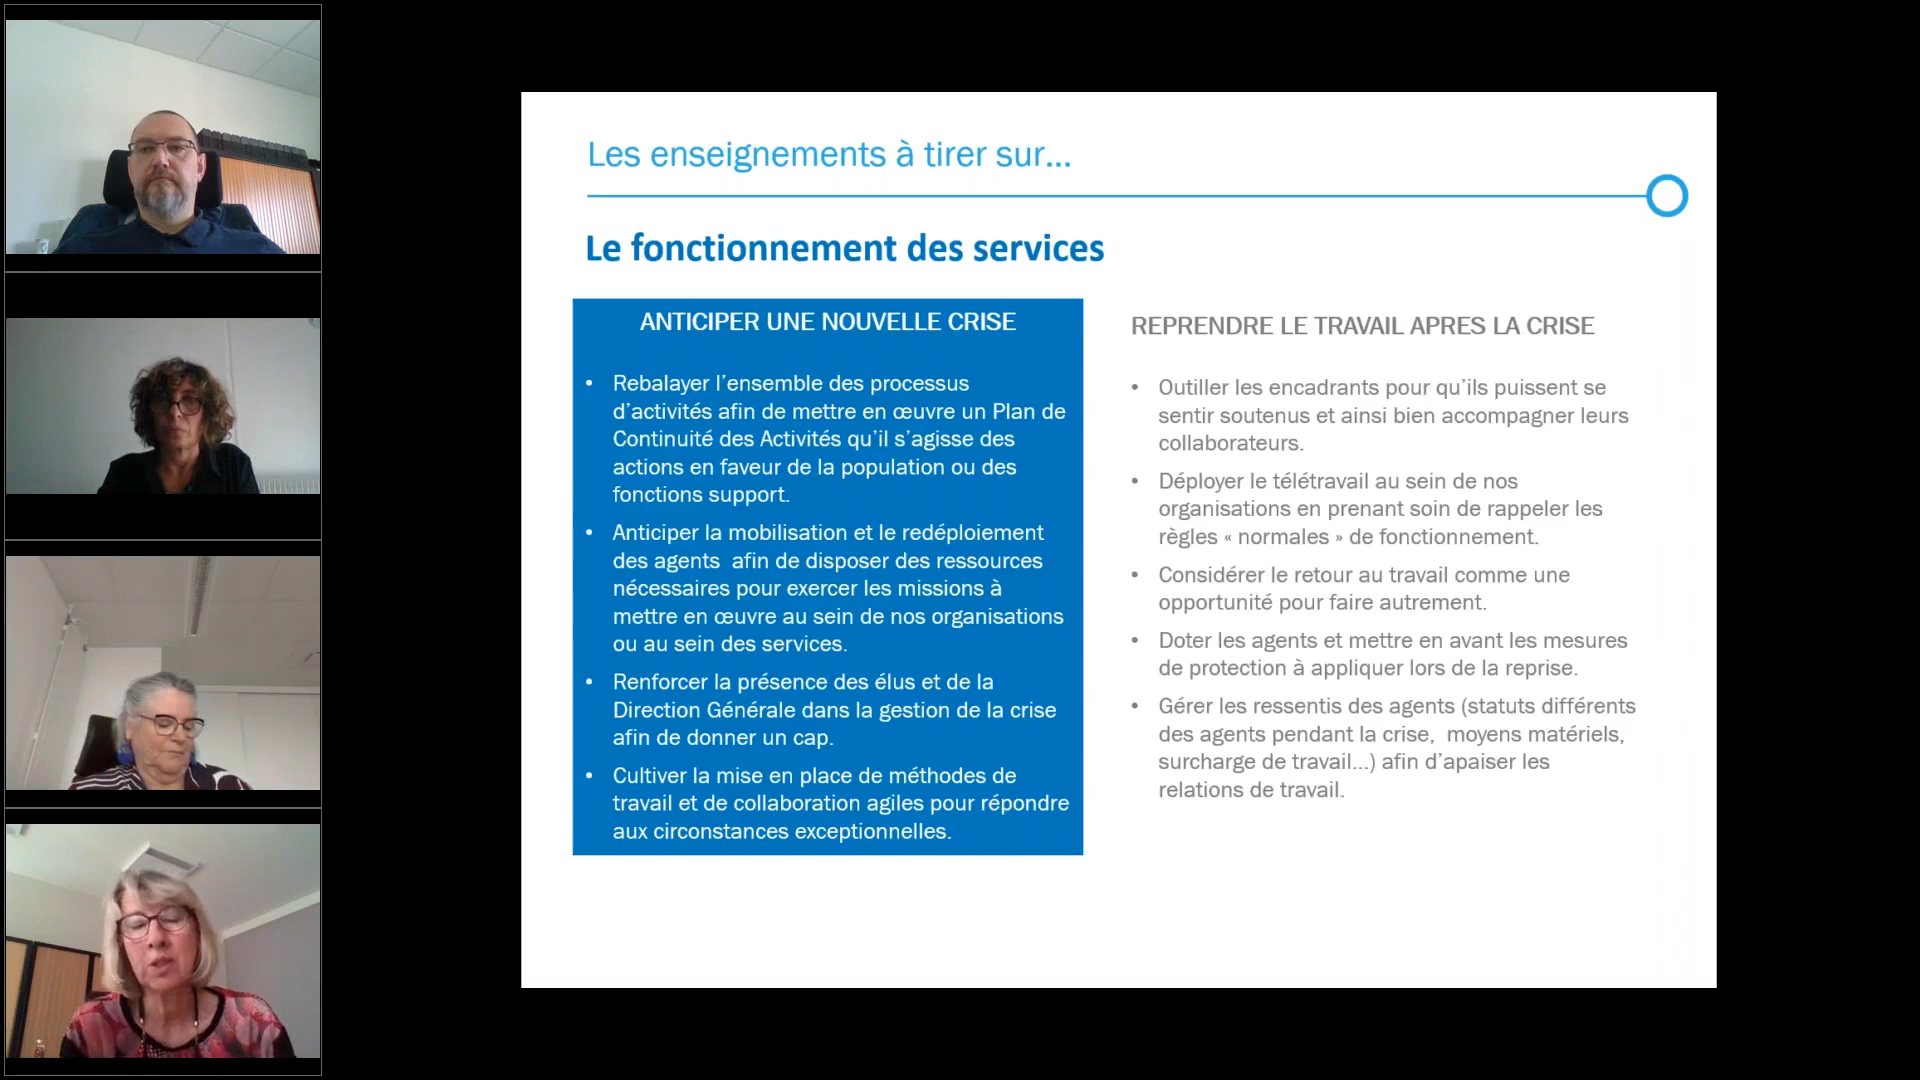 Les enseignements à tirer sur...
Le fonctionnement des services
ANTICIPER UNE NOUVELLE CRISE
• Rebalayer l’ensemble des processus
d’activités afin de mettre en œuvre un Plan de
Continuité des Activités qu’il s’agisse des
actions en faveur de la population ou des
fonctions support.
• Anticiper la mobilisation et le redéploiement
des agents  afin de disposer des ressources
nécessaires pour exercer les missions à
mettre en œuvre au sein de nos organisations
ou au sein des services.
• Renforcer la présence des élus et de la
Direction Générale dans la gestion de la crise
afin de donner un cap.
• Cultiver la mise en place de méthodes de
travail et de collaboration agiles pour répondre
aux circonstances exceptionnelles.
REPRENDRE LE TRAVAIL APRES LA CRISE
• Outiller les encadrants pour qu’ils puissent se
sentir soutenus et ainsi bien accompagner leurs
collaborateurs.
• Déployer le télétravail au sein de nos
organisations en prenant soin de rappeler les
règles « normales » de fonctionnement.
• Considérer le retour au travail comme une
opportunité pour faire autrement.
• Doter les agents et mettre en avant les mesures
de protection à appliquer lors de la reprise.
• Gérer les ressentis des agents (statuts différents
des agents pendant la crise,  moyens matériels,
surcharge de travail...) afin d’apaiser les
relations de travail.